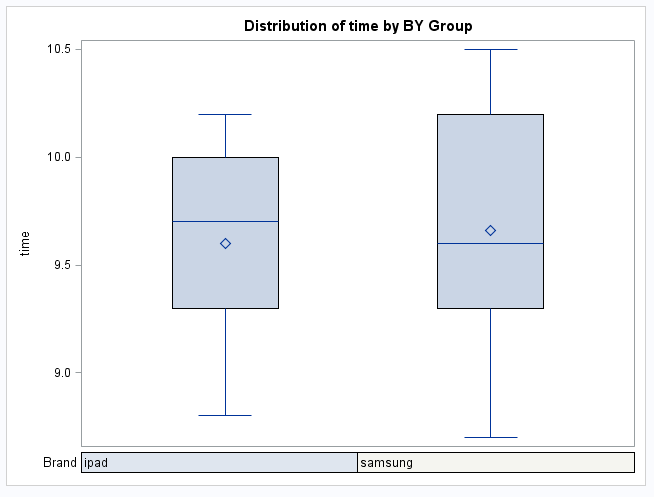 Distribution of time by BY Group
10.5
10.0
9.5
9.0
time
Brand ipad samsung